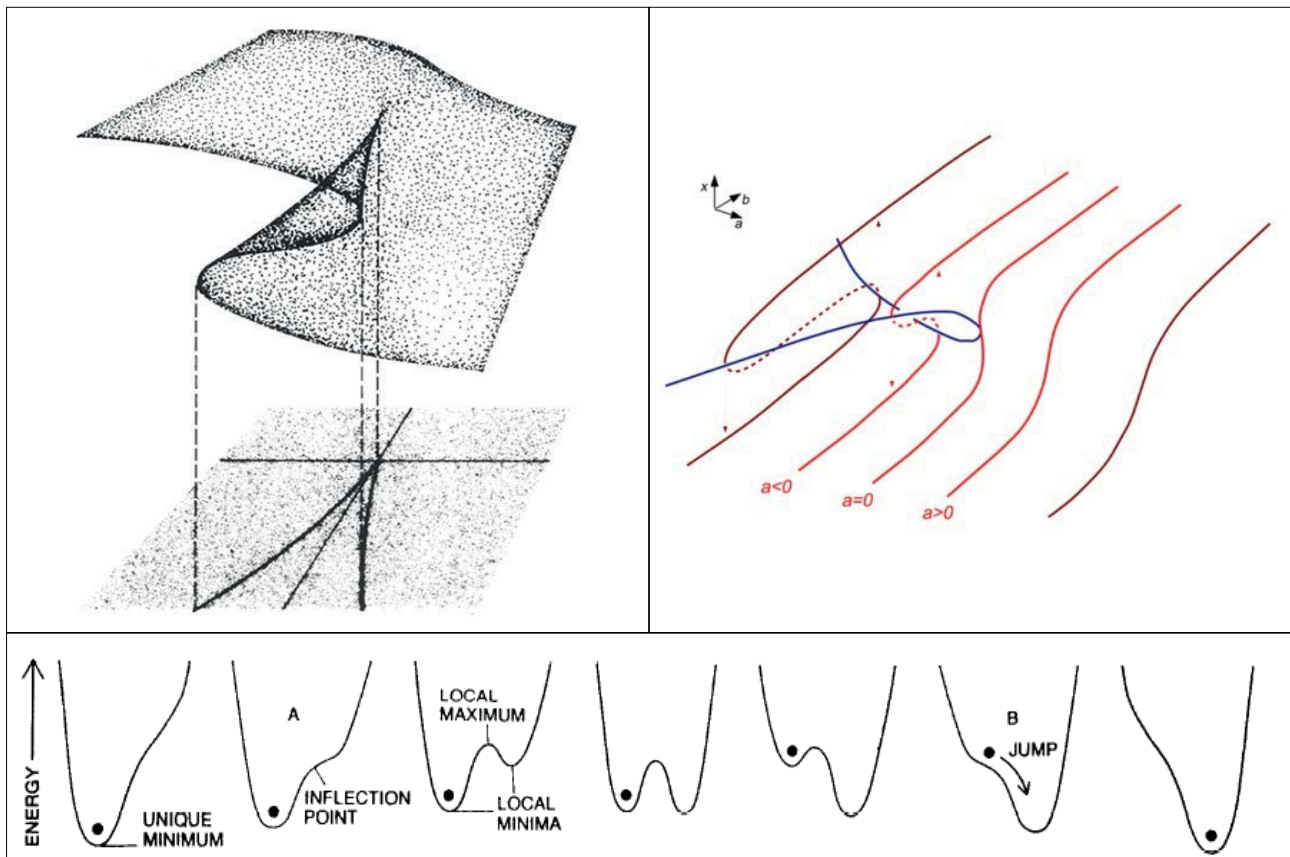 x
b
a
a<0
a=0
a>0
ENERGY
UNIQUE
MINIMUM
A
INFLECTION
POINT
LOCAL
MAXIMUM
LOCAL
MINIMA
B
JUMP